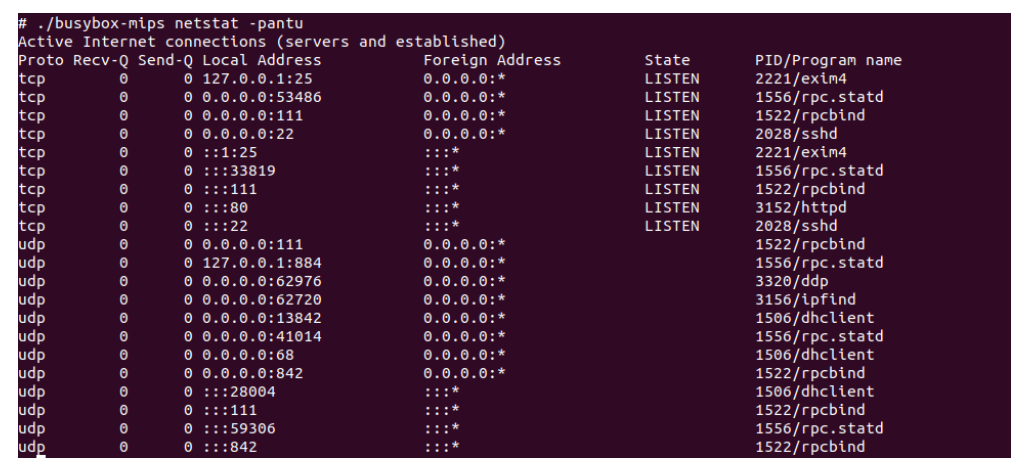 # ./busybox-mips netstat -pantu
Active Internet connections (servers and established)
Proto Recv-Q Send-Q Local Address           Foreign Address         State       PID/Program name
tcp        0      0 127.0.0.1:25            0.0.0.0:*               LISTEN      2221/exim4
tcp        0      0 0.0.0.0:53486           0.0.0.0:*               LISTEN      1556/rpc.statd
tcp        0      0 0.0.0.0:111             0.0.0.0:*               LISTEN      1522/rpcbind
tcp        0      0 0.0.0.0:22              0.0.0.0:*               LISTEN      2028/sshd
tcp        0      0 ::1:25                  :::*                    LISTEN      2221/exim4
tcp        0      0 :::33819                :::*                    LISTEN      1556/rpc.statd
tcp        0      0 :::111                  :::*                    LISTEN      1522/rpcbind
tcp        0      0 :::80                   :::*                    LISTEN      3152/httpd
tcp        0      0 :::22                   :::*                    LISTEN      2028/sshd
udp        0      0 0.0.0.0:111             0.0.0.0:*                           1522/rpcbind
udp        0      0 127.0.0.1:884           0.0.0.0:*                           1556/rpc.statd
udp        0      0 0.0.0.0:62976           0.0.0.0:*                           3320/ddp
udp        0      0 0.0.0.0:62720           0.0.0.0:*                           3156/ipfind
udp        0      0 0.0.0.0:13842           0.0.0.0:*                           1506/dhclient
udp        0      0 0.0.0.0:41014           0.0.0.0:*                           1556/rpc.statd
udp        0      0 0.0.0.0:68              0.0.0.0:*                           1506/dhclient
udp        0      0 0.0.0.0:842             0.0.0.0:*                           1522/rpcbind
udp        0      0 :::28004                :::*                                1506/dhclient
udp        0      0 :::111                  :::*                                1522/rpcbind
udp        0      0 :::59306                :::*                                1556/rpc.statd
udp        0      0 :::842                  :::*                                1522/rpcbind